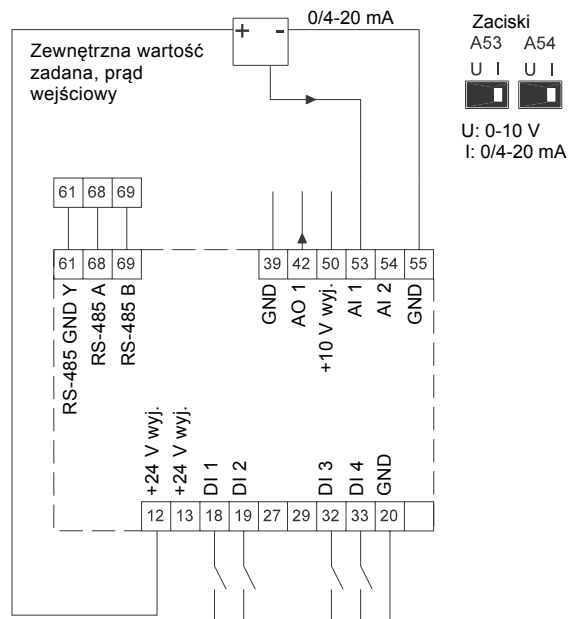 + - 0/4-20 mA
Zewnętrzna wartość
zadana, prąd
wejściowy
Zaciski
A53 A54
U I U I
U: 0-10 V
I: 0/4-20 mA
61 68 69
61 68 69
39 42 50 53 54 55
RS-485 GND Y
RS-485 A
RS-485 B
GND
AO 1
+10 V wyj.
AI 1
AI 2
GND
+24 V wyj.
+24 V wyj.
DI 1
DI 2
DI 3
DI 4
GND
12 13 18 19 27 29 32 33 20